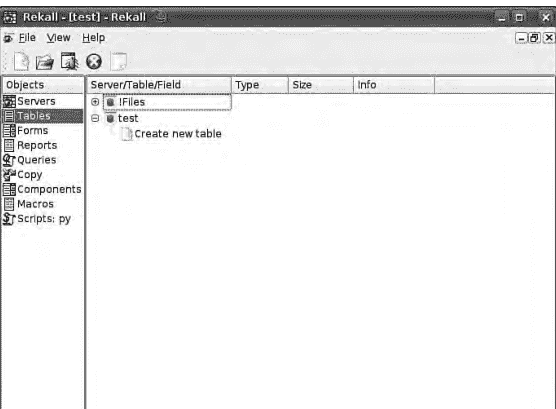 Rekall - [test] - Rekall
File View Help
Objects
Server/Table/Field Type Size Info
Servers
Tables
Forms
Reports
Queries
Copy
Components
Macros
Scripts: py
!Files
test
Create new table